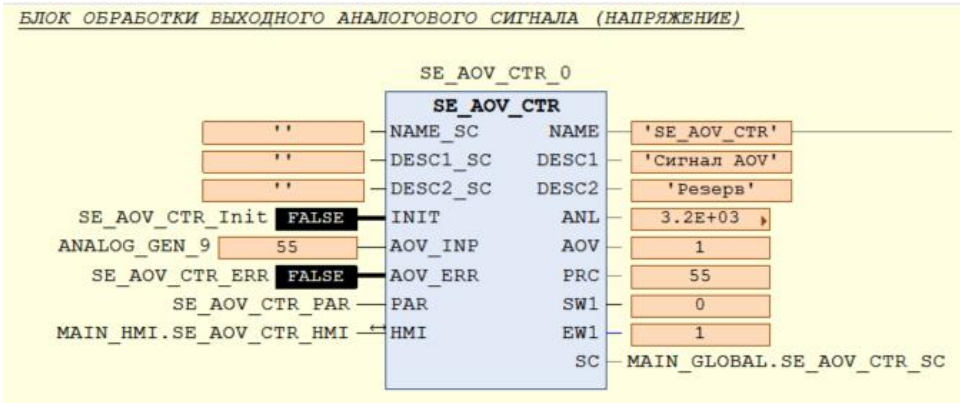 БЛОК ОБРАБОТКИ ВЫХОДНОГО АНАЛОГОВОГО СИГНАЛА (НАПРЯЖЕНИЕ)
SE_AOV_CTR_0
SE_AOV_CTR
'' NAME_SC NAME 'SE_AOV_CTR'
'' DESC1_SC DESC1 'Сигнал AOV'
'' DESC2_SC DESC2 'Резерв'
SE_AOV_CTR_Init FALSE INIT ANL 3.2E+03
ANALOG_GEN_9 55 AOV_INP AOV 1
SE_AOV_CTR_ERR FALSE AOV_ERR PRC 55
SE_AOV_CTR_PAR PAR SW1 0
MAIN_HMI.SE_AOV_CTR_HMI HMI EW1 1
SC MAIN_GLOBAL.SE_AOV_CTR_SC